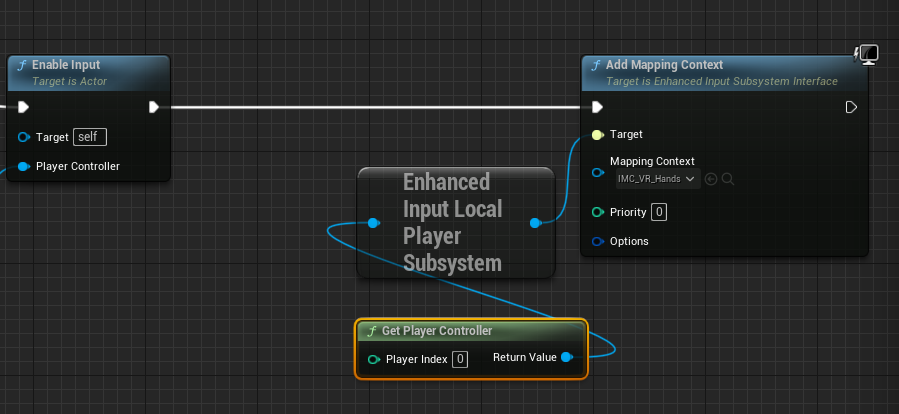 Enable Input
Target is Actor
Target self
Player Controller
Enhanced
Input Local
Player
Subsystem
Get Player Controller
Player Index 0 Return Value
Add Mapping Context
Target is Enhanced Input Subsystem Interface
Target
Mapping Context
IMC_VR_Hands
Priority 0
Options